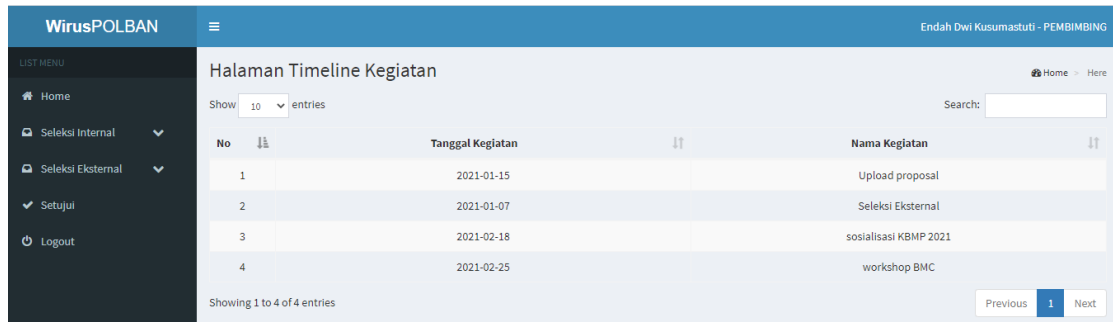 WirusPOLBAN
Endah Dwi Kusumastuti - PEMBIMBING
LIST MENU
Home
Seleksi Internal
Seleksi Eksternal
Setujui
Logout
Halaman Timeline Kegiatan
Home > Here
Show 10 entries
Search:
No Tanggal Kegiatan Nama Kegiatan
1 2021-01-15 Upload proposal
2 2021-01-07 Seleksi Eksternal
3 2021-02-18 sosialisasi KBMP 2021
4 2021-02-25 workshop BMC
Showing 1 to 4 of 4 entries
Previous 1 Next